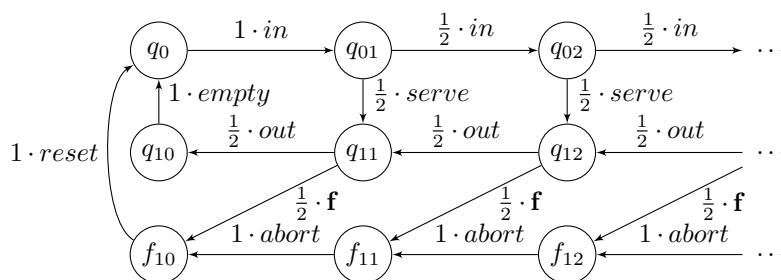 q₀ 1 · in q₀₁ ½ · in q₀₂ ½ · in · ·
1 · empty ½ · serve ½ · serve
½ · out ½ · out ½ · out
1 · reset q₁₀ q₁₁ q₁₂ · ·
½ · f ½ · f ½ · f
1 · abort 1 · abort 1 · abort
f₁₀ f₁₁ f₁₂ · ·